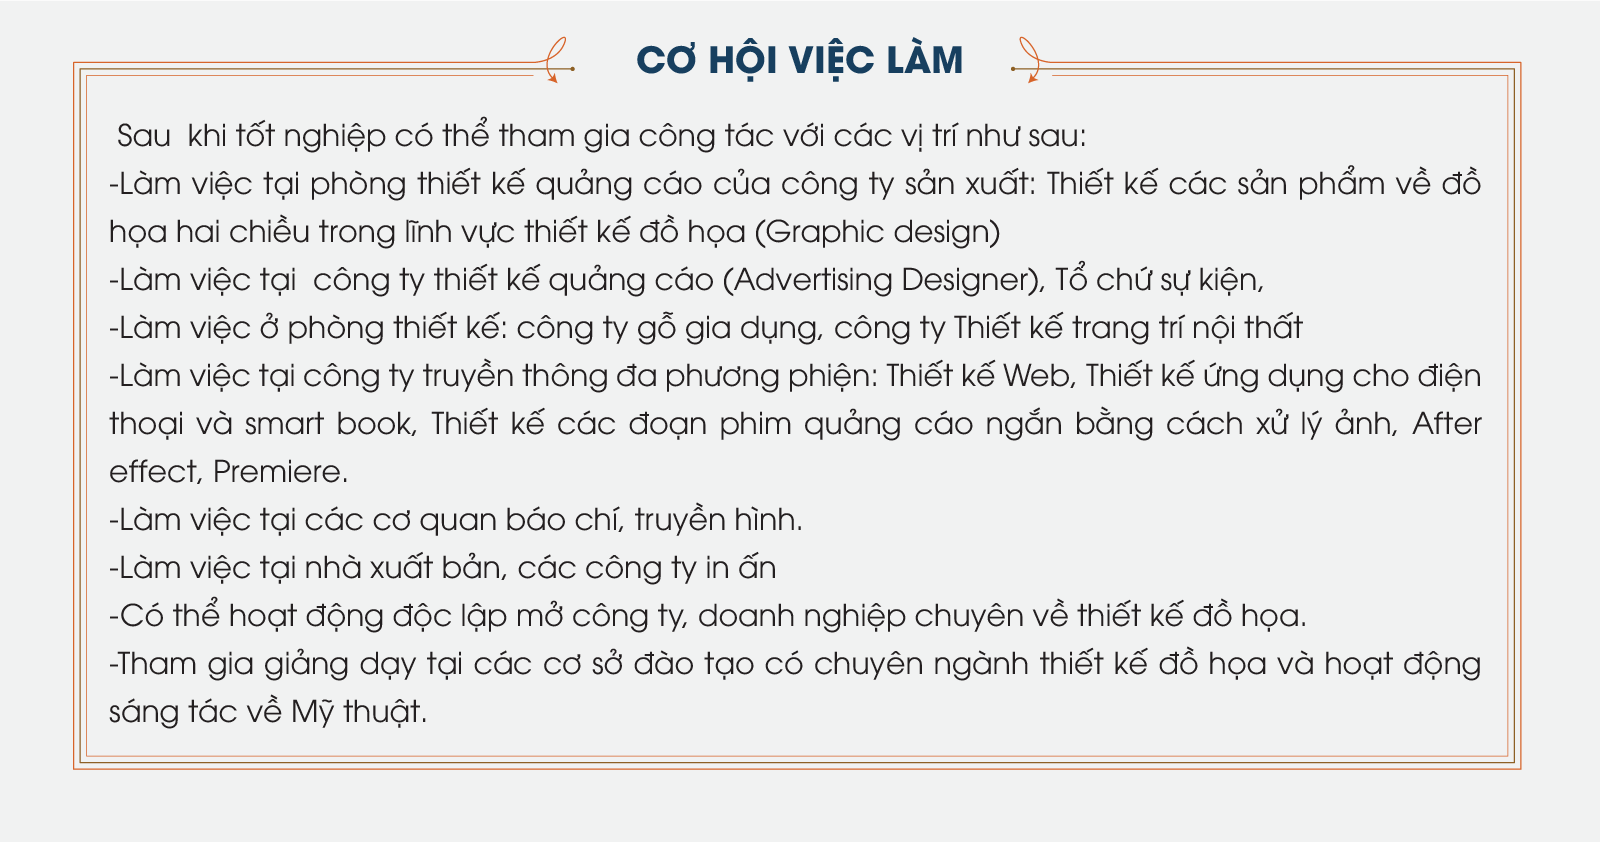 CƠ HỘI VIỆC LÀM
Sau khi tốt nghiệp có thể tham gia công tác với các vị trí như sau:
-Làm việc tại phòng thiết kế quảng cáo của công ty sản xuất: Thiết kế các sản phẩm về đồ
họa hai chiều trong lĩnh vực thiết kế đồ họa (Graphic design)
-Làm việc tại công ty thiết kế quảng cáo (Advertising Designer), Tổ chứ sự kiện,
-Làm việc ở phòng thiết kế: công ty gỗ gia dụng, công ty Thiết kế trang trí nội thất
-Làm việc tại công ty truyền thông đa phương phiện: Thiết kế Web, Thiết kế ứng dụng cho điện
thoại và smart book, Thiết kế các đoạn phim quảng cáo ngắn bằng cách xử lý ảnh, After
effect, Premiere.
-Làm việc tại các cơ quan báo chí, truyền hình.
-Làm việc tại nhà xuất bản, các công ty in ấn
-Có thể hoạt động độc lập mở công ty, doanh nghiệp chuyên về thiết kế đồ họa.
-Tham gia giảng dạy tại các cơ sở đào tạo có chuyên ngành thiết kế đồ họa và hoạt động
sáng tác về Mỹ thuật.